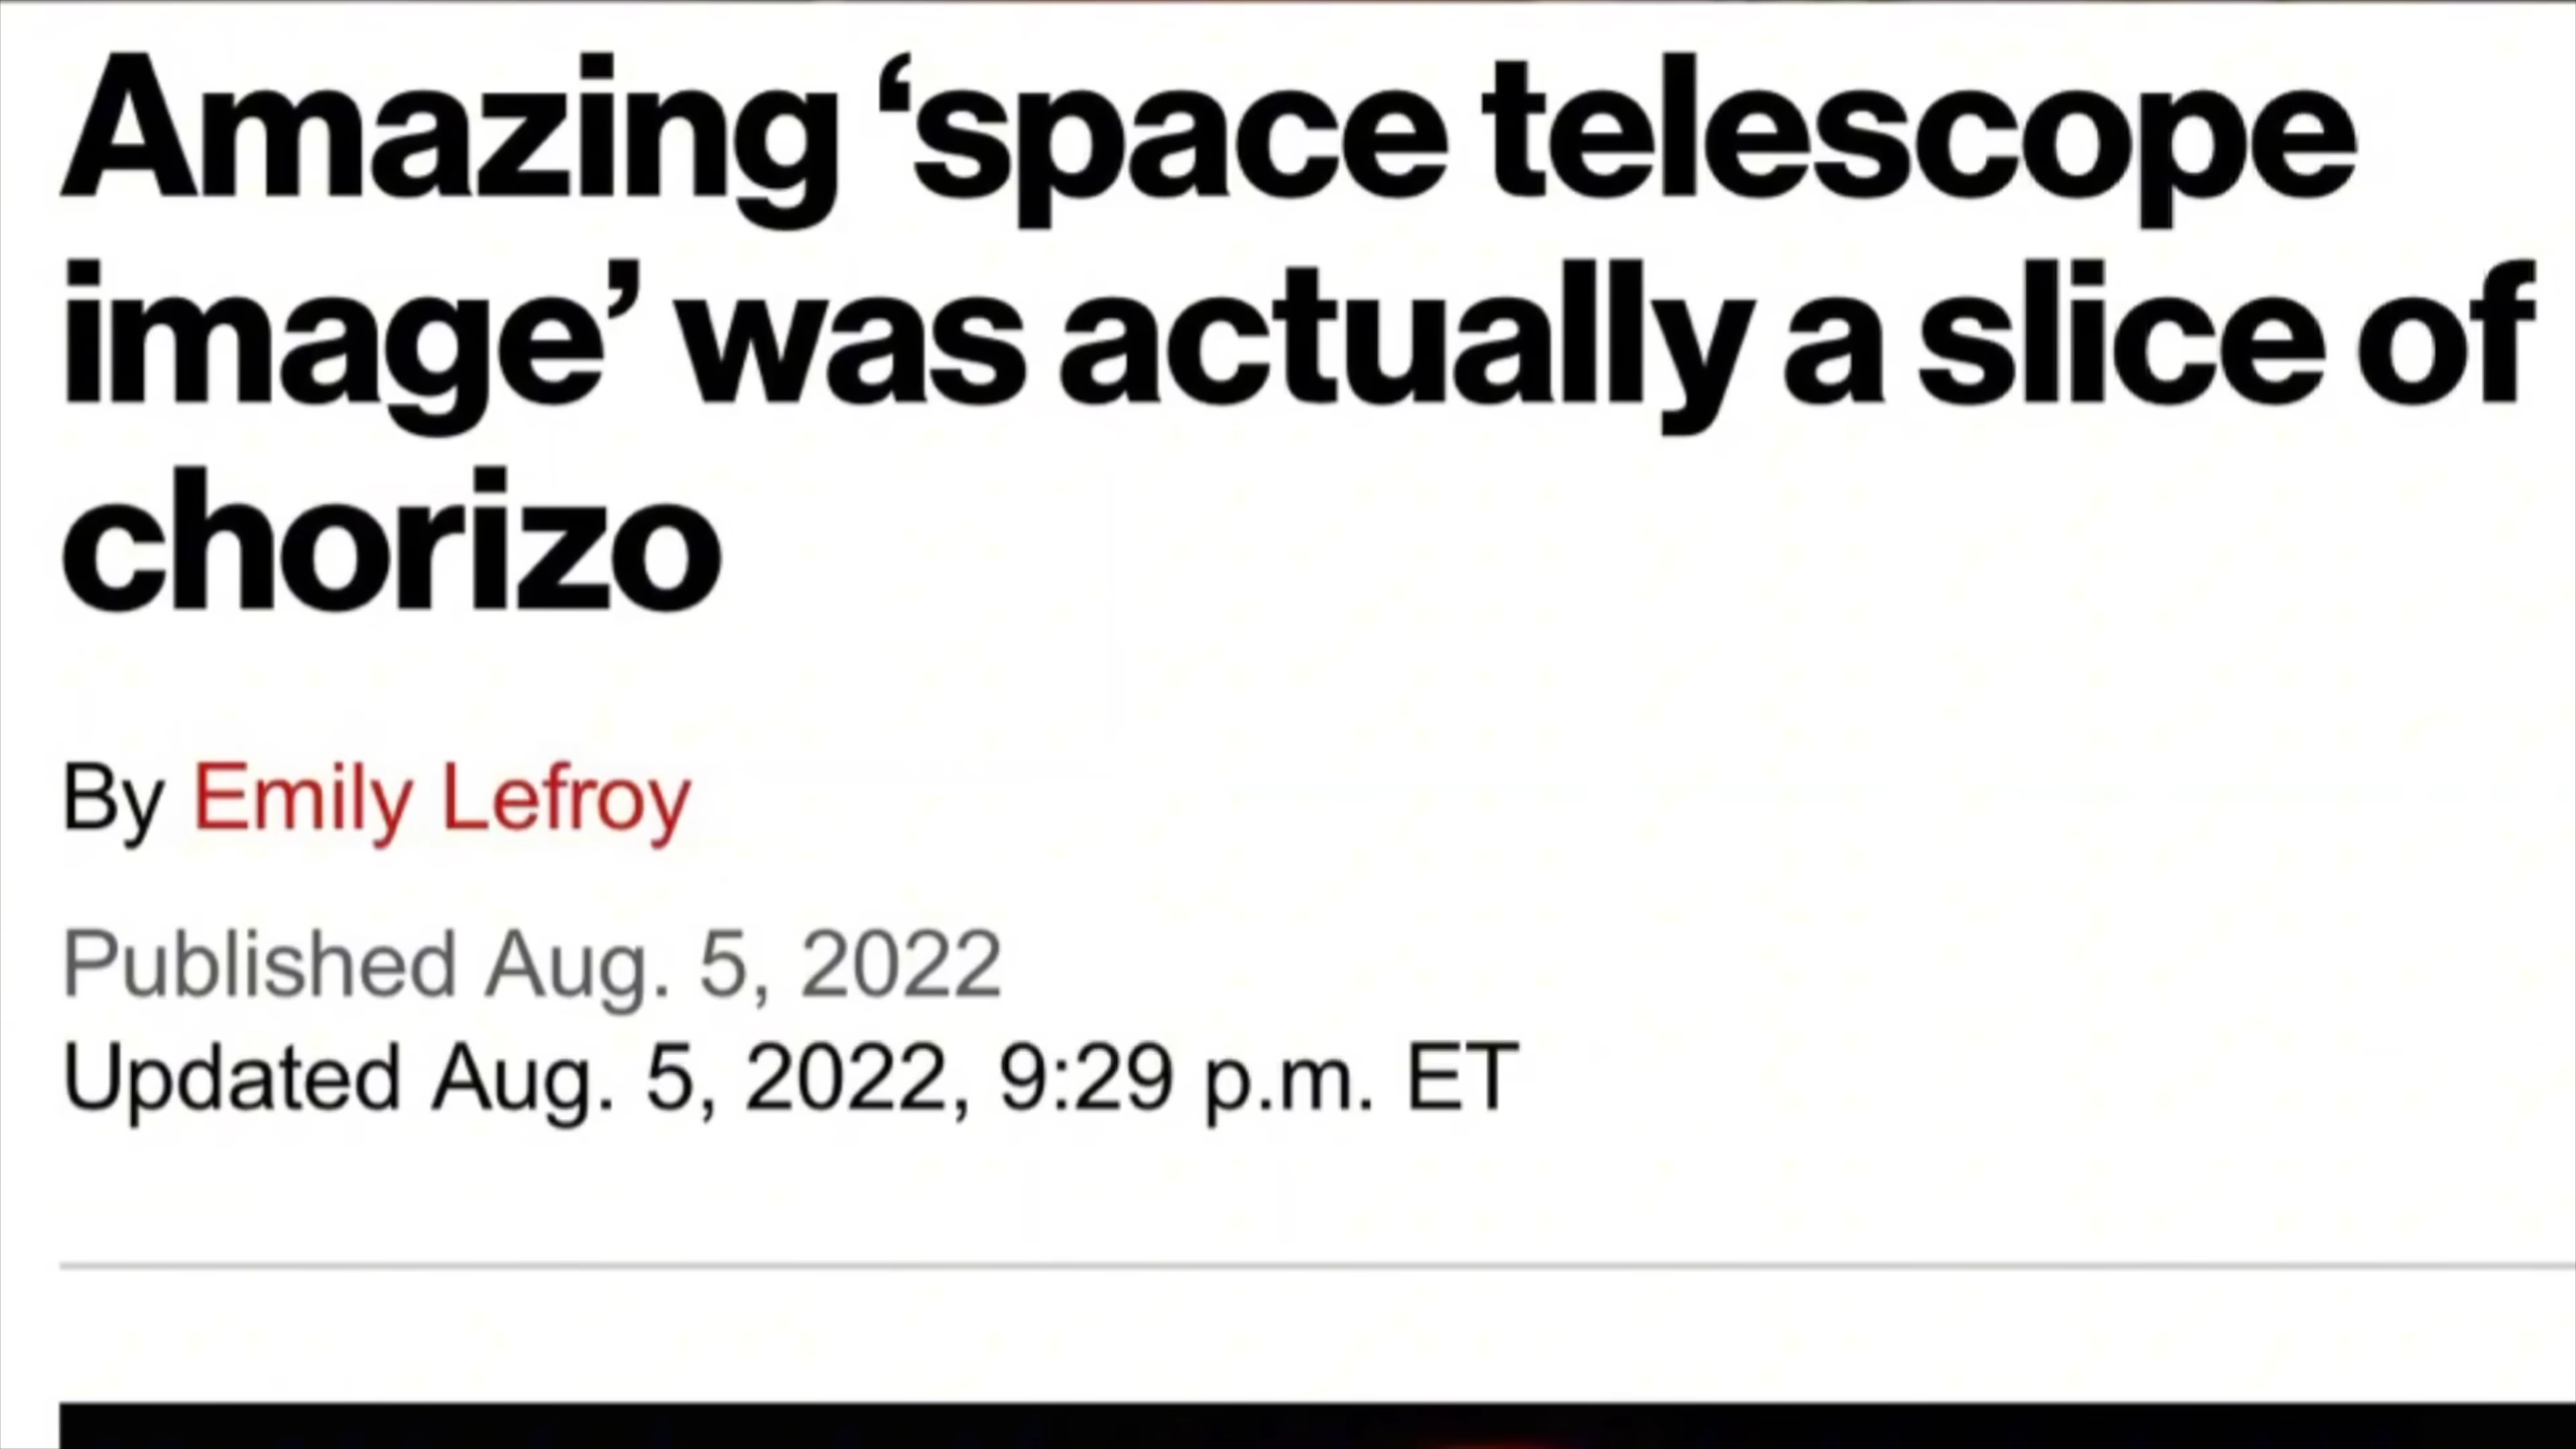 Amazing ‘space telescope
image’ was actually a slice of
chorizo
By Emily Lefroy
Published Aug. 5, 2022
Updated Aug. 5, 2022, 9:29 p.m. ET